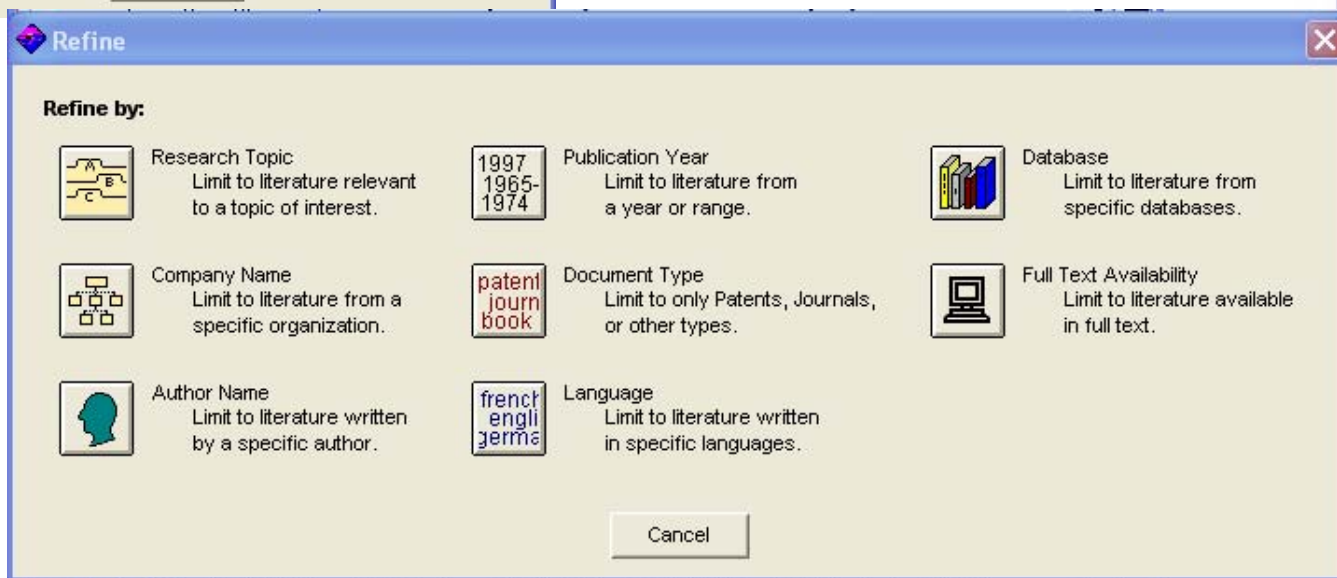 Refine
Refine by:
Research Topic
Limit to literature relevant
to a topic of interest.
1997
1965-
1974
Publication Year
Limit to literature from
a year or range.
Database
Limit to literature from
specific databases.
Company Name
Limit to literature from a
specific organization.
patent
journ
book
Document Type
Limit to only Patents, Journals,
or other types.
Full Text Availability
Limit to literature available
in full text.
Author Name
Limit to literature written
by a specific author.
french
engli
germa
Language
Limit to literature written
in specific languages.
A
B
C
Cancel